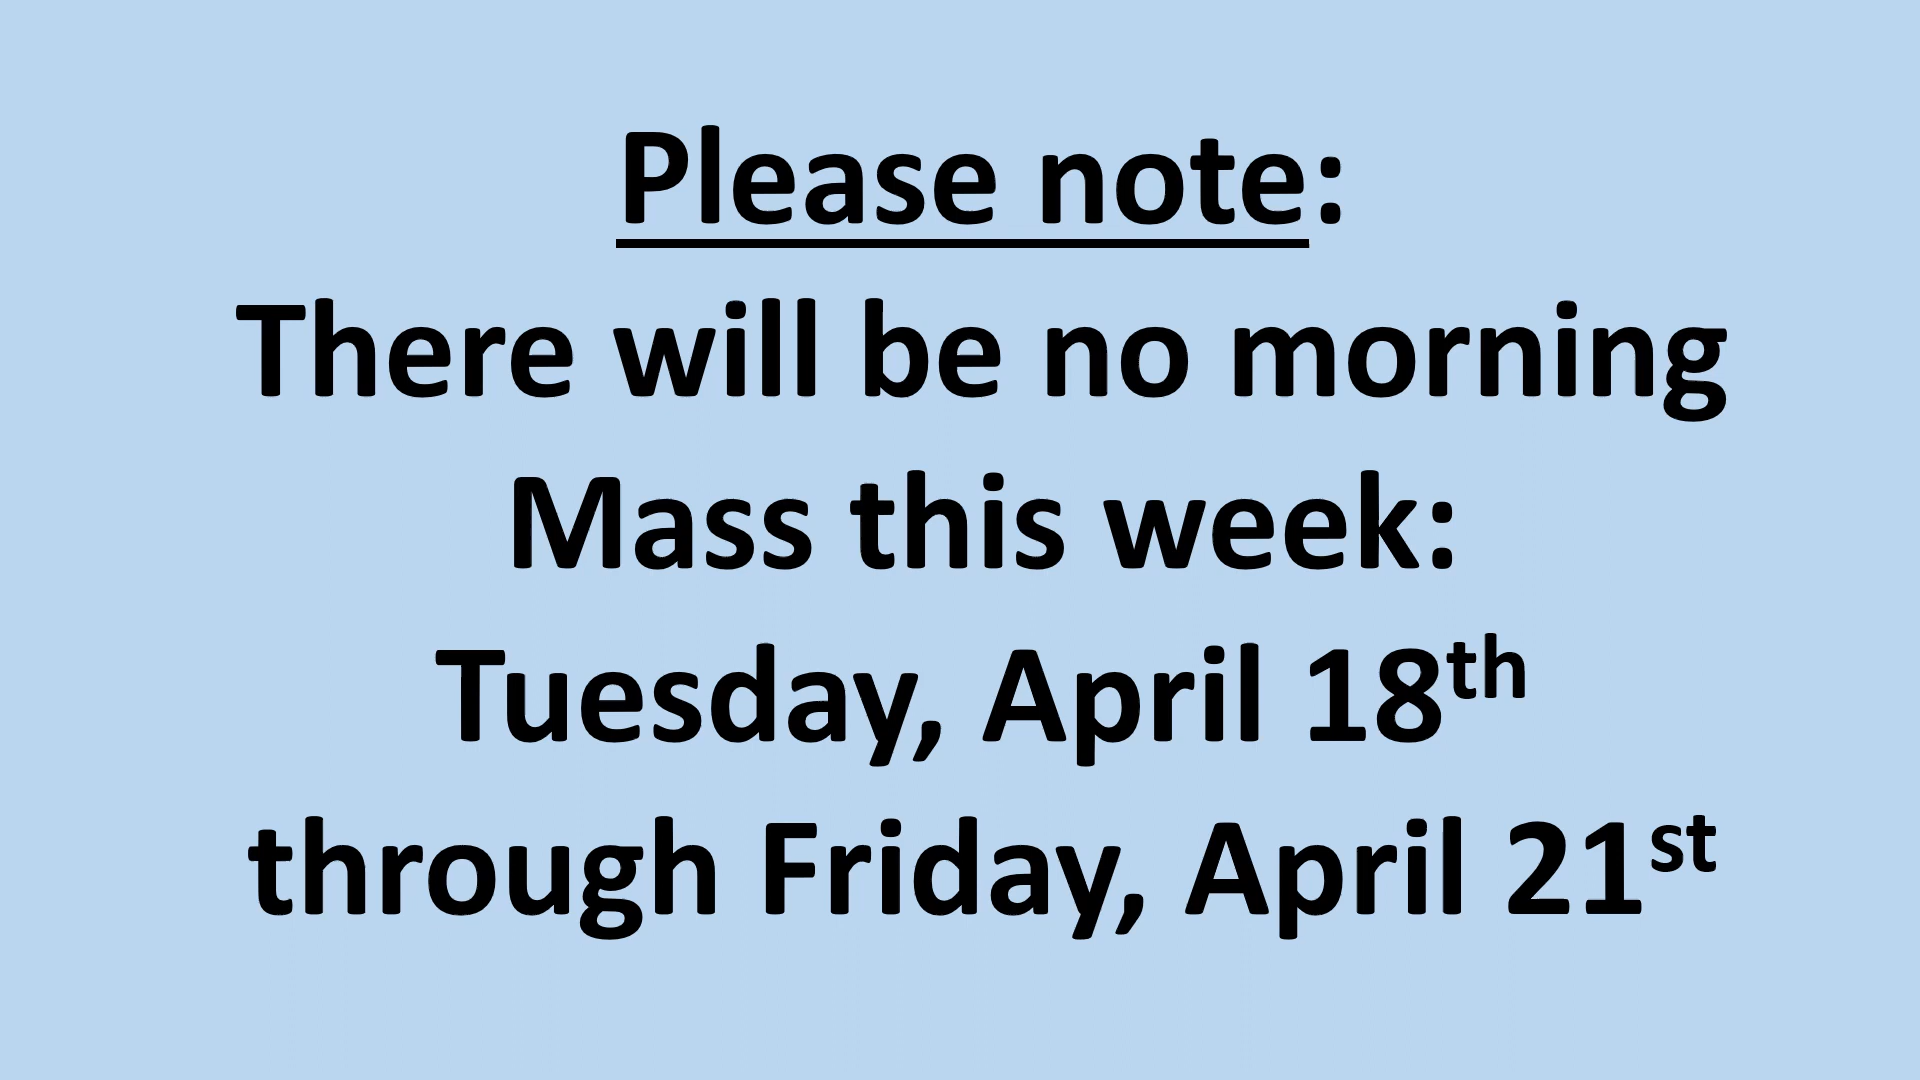 Please note:
There will be no morning
Mass this week:
Tuesday, April 18th
through Friday, April 21st